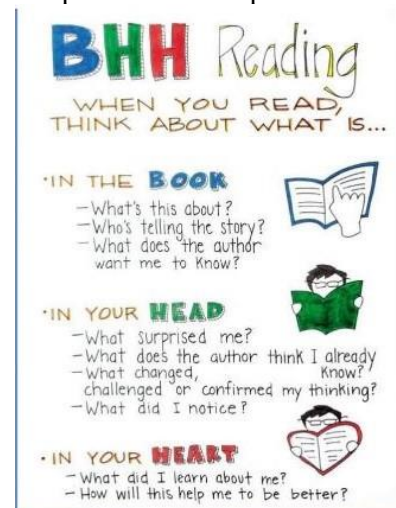 BHH Reading
WHEN YOU READ,
THINK ABOUT WHAT IS...
·IN THE BOOK
-What's this about?
-Who's telling the story?
-What does the author
want me to know?
·IN YOUR HEAD
-What surprised me?
-What does the author think I already
Know?
-What changed,
challenged or confirmed my thinking?
-What did I notice?
·IN YOUR HEART
-What did I learn about me?
-How will this help me to be better?